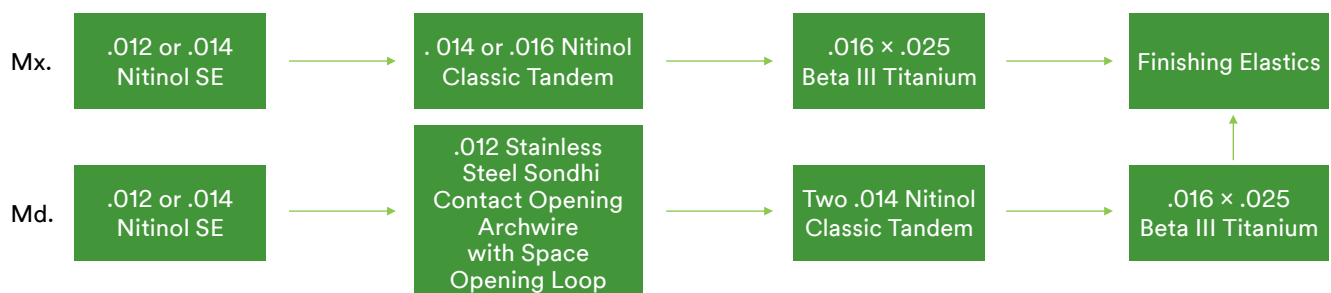 Mx.
.012 or .014
Nitinol SE
. 014 or .016 Nitinol
Classic Tandem
.016 × .025
Beta III Titanium
Finishing Elastics
Md.
.012 or .014
Nitinol SE
.012 Stainless
Steel Sondhi
Contact Opening
Archwire
with Space
Opening Loop
Two .014 Nitinol
Classic Tandem
.016 × .025
Beta III Titanium